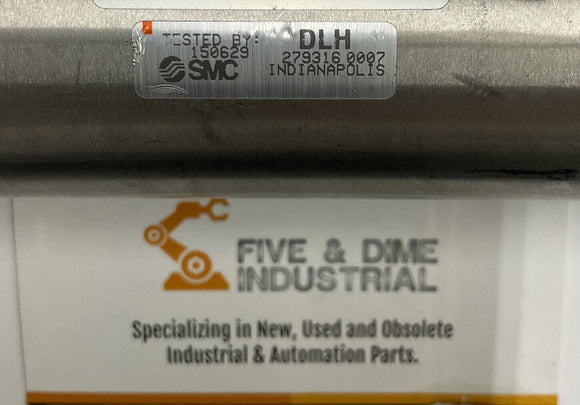 TESTED BY: DLH
150629 279316 0007
SMC INDIANAPOLIS
FIVE & DIME
INDUSTRIAL
Specializing in New, Used and Obsolete
Industrial & Automation Parts.